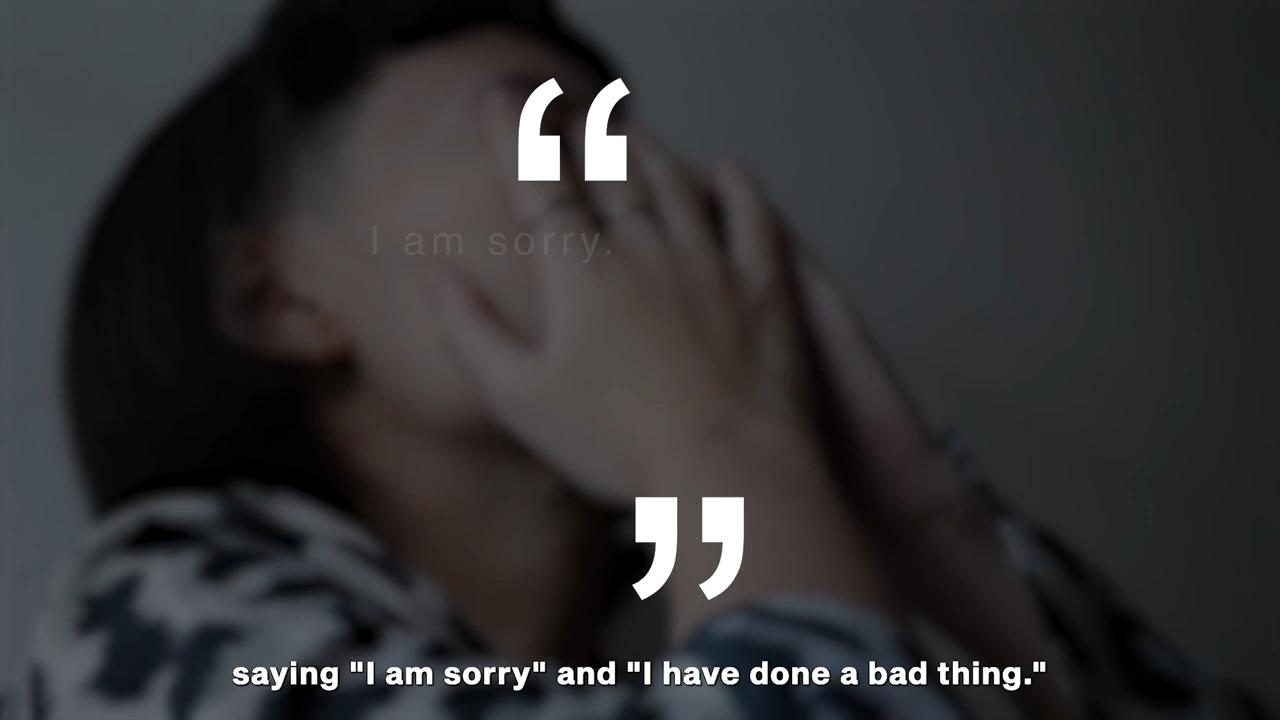 “
I am sorry.
”
saying "I am sorry" and "I have done a bad thing."